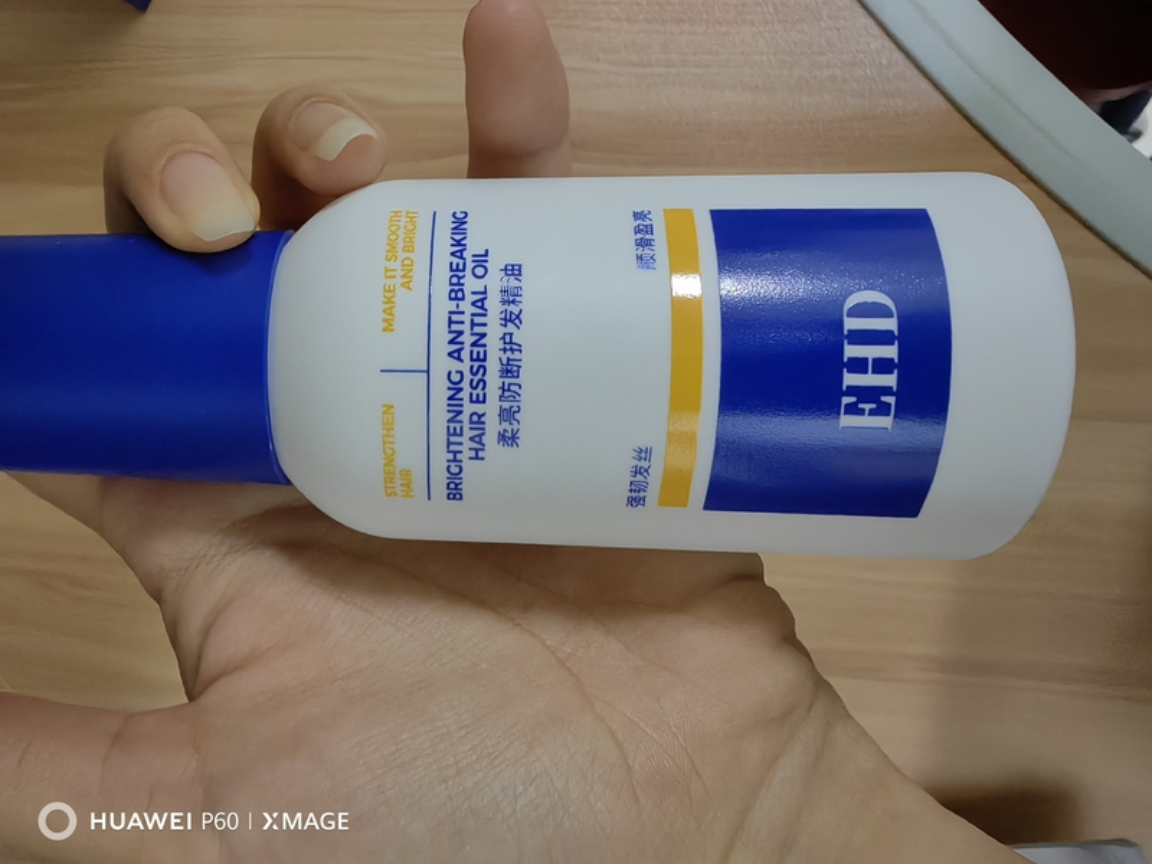 STRENGTHEN
HAIR
MAKE IT SMOOTH
AND BRIGHT
BRIGHTENING ANTI-BREAKING
HAIR ESSENTIAL OIL
柔亮防断护发精油
强韧发丝
顺滑盈亮
EHD
HUAWEI P60 | XMAGE